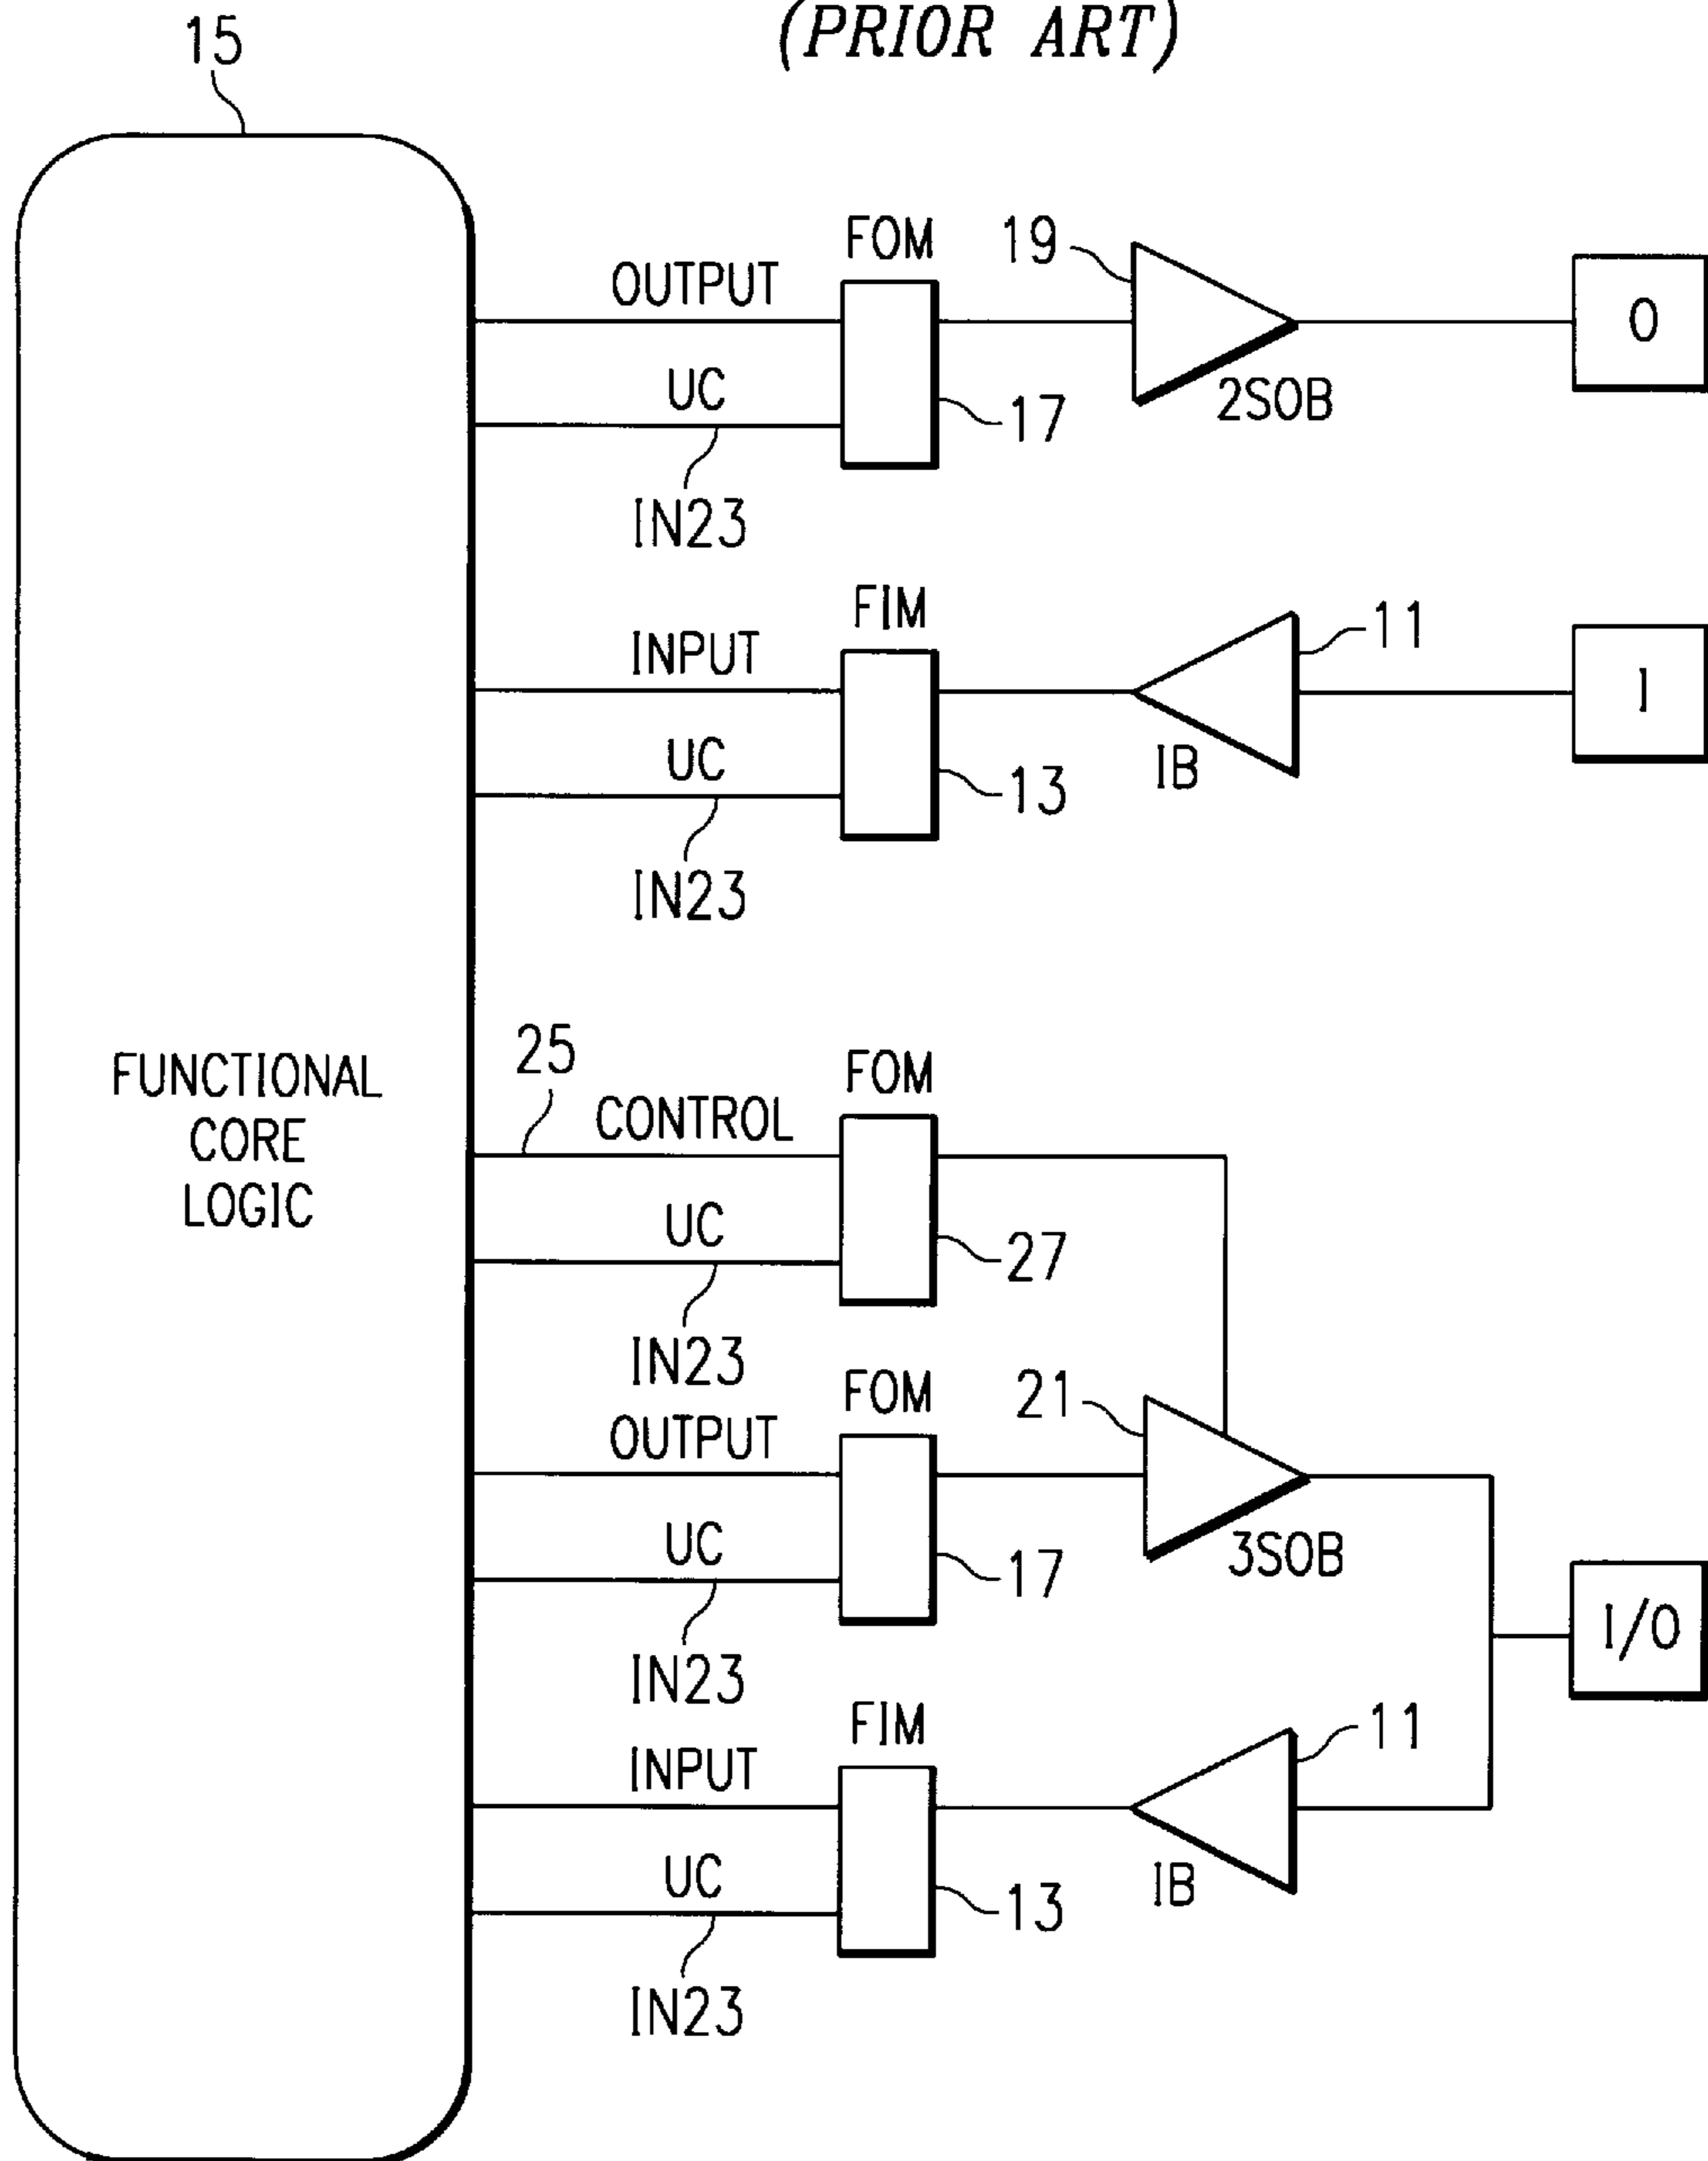 (PRIOR ART)
15
FOM
19
OUTPUT
O
UC
2SOB
17
IN23
FIM
11
INPUT
I
UC
IB
13
IN23
25
FOM
CONTROL
FUNCTIONAL
CORE
LOGIC
UC
27
IN23
FOM
21
OUTPUT
UC
3SOB
17
I/O
IN23
FIM
11
INPUT
UC
IB
13
IN23